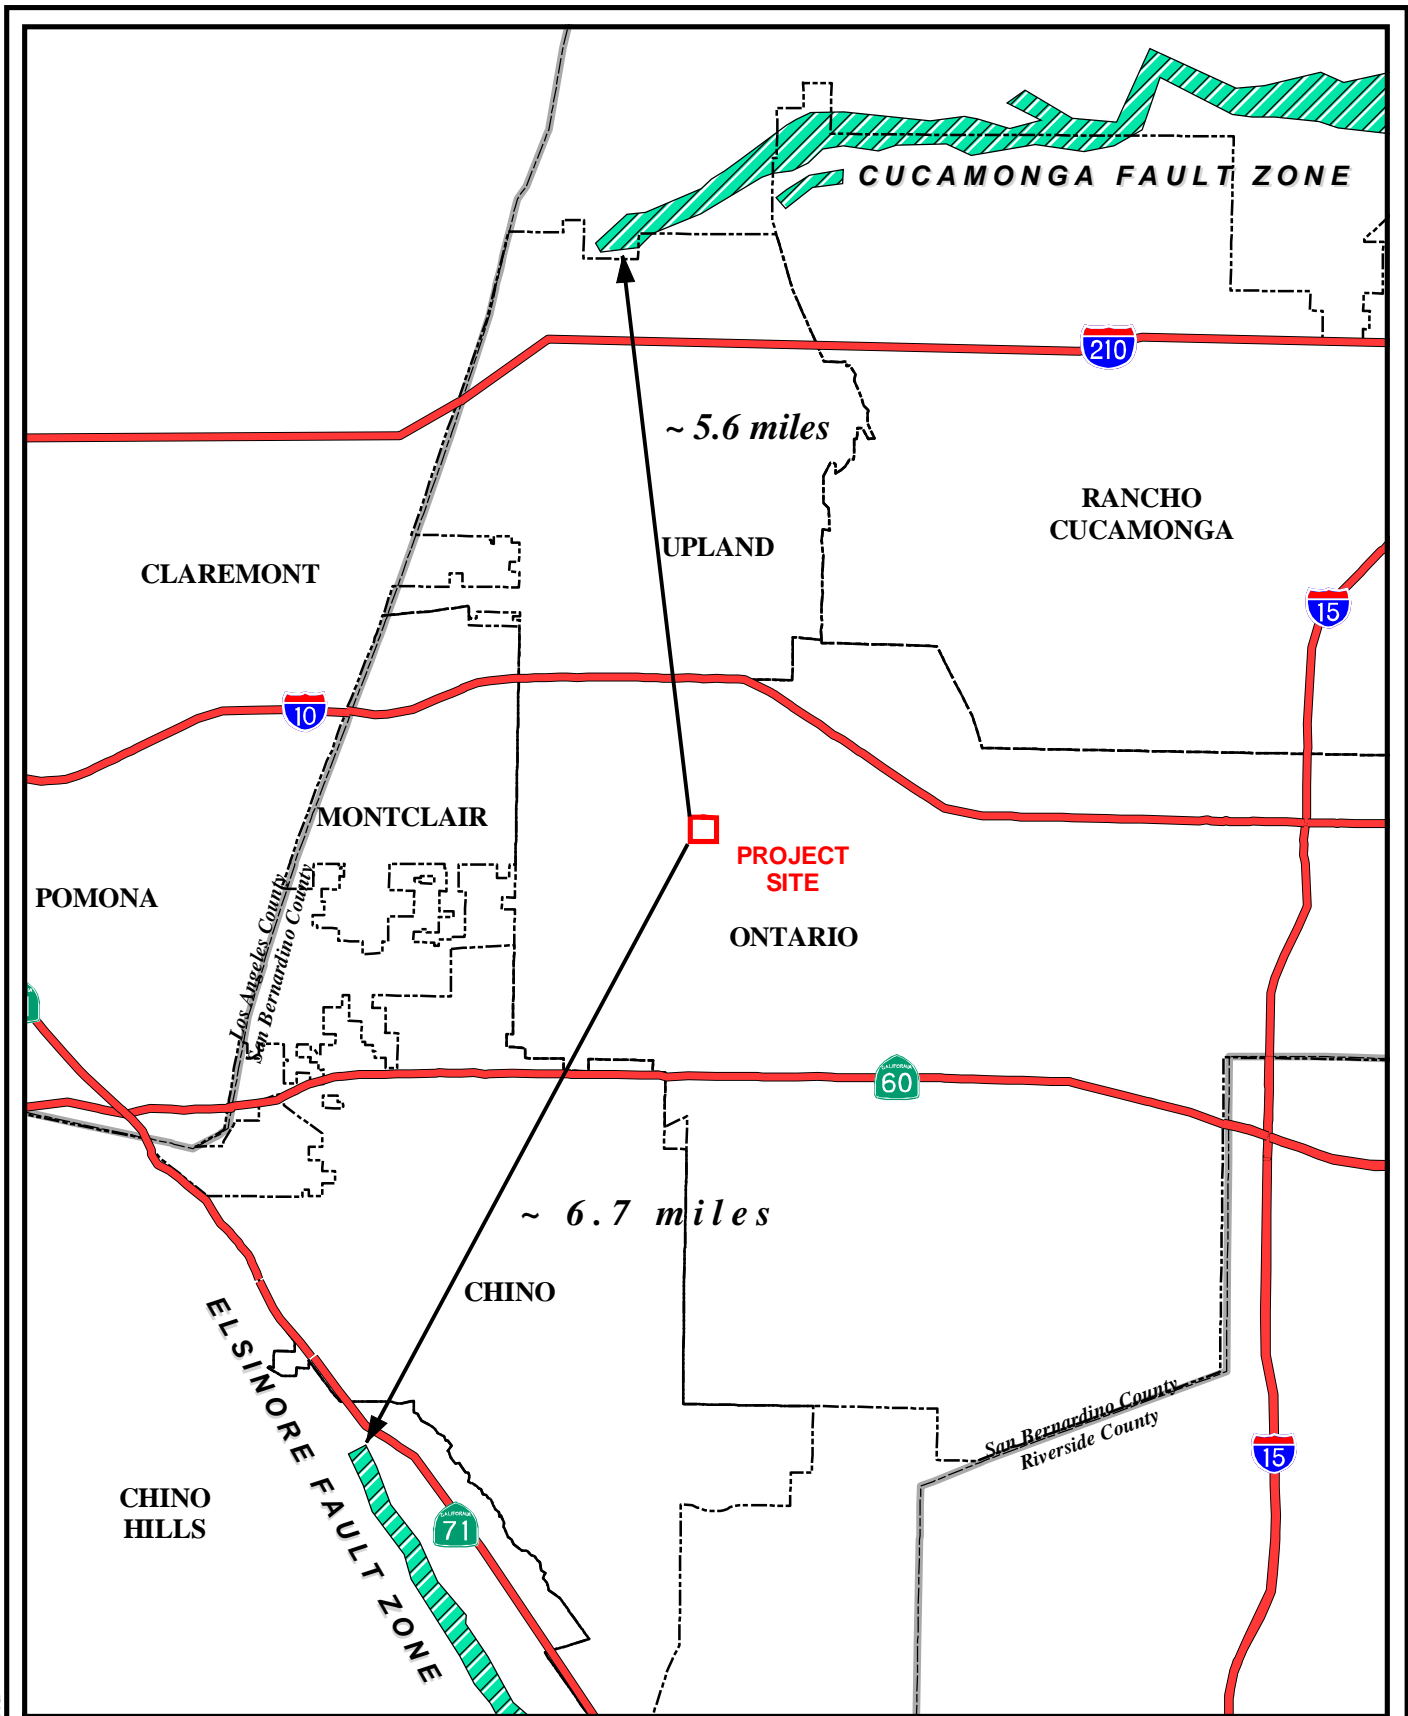 CUCAMONGA FAULT ZONE
210
~ 5.6 miles
RANCHO
CUCAMONGA
UPLAND
CLAREMONT
15
10
MONTCLAIR
PROJECT
SITE
POMONA
ONTARIO
Los Angeles County
San Bernardino County
CALIFORNIA
60
~ 6.7 miles
CHINO
ELSINORE FAULT ZONE
San Bernardino County
Riverside County
15
CHINO
HILLS
CALIFORNIA
71